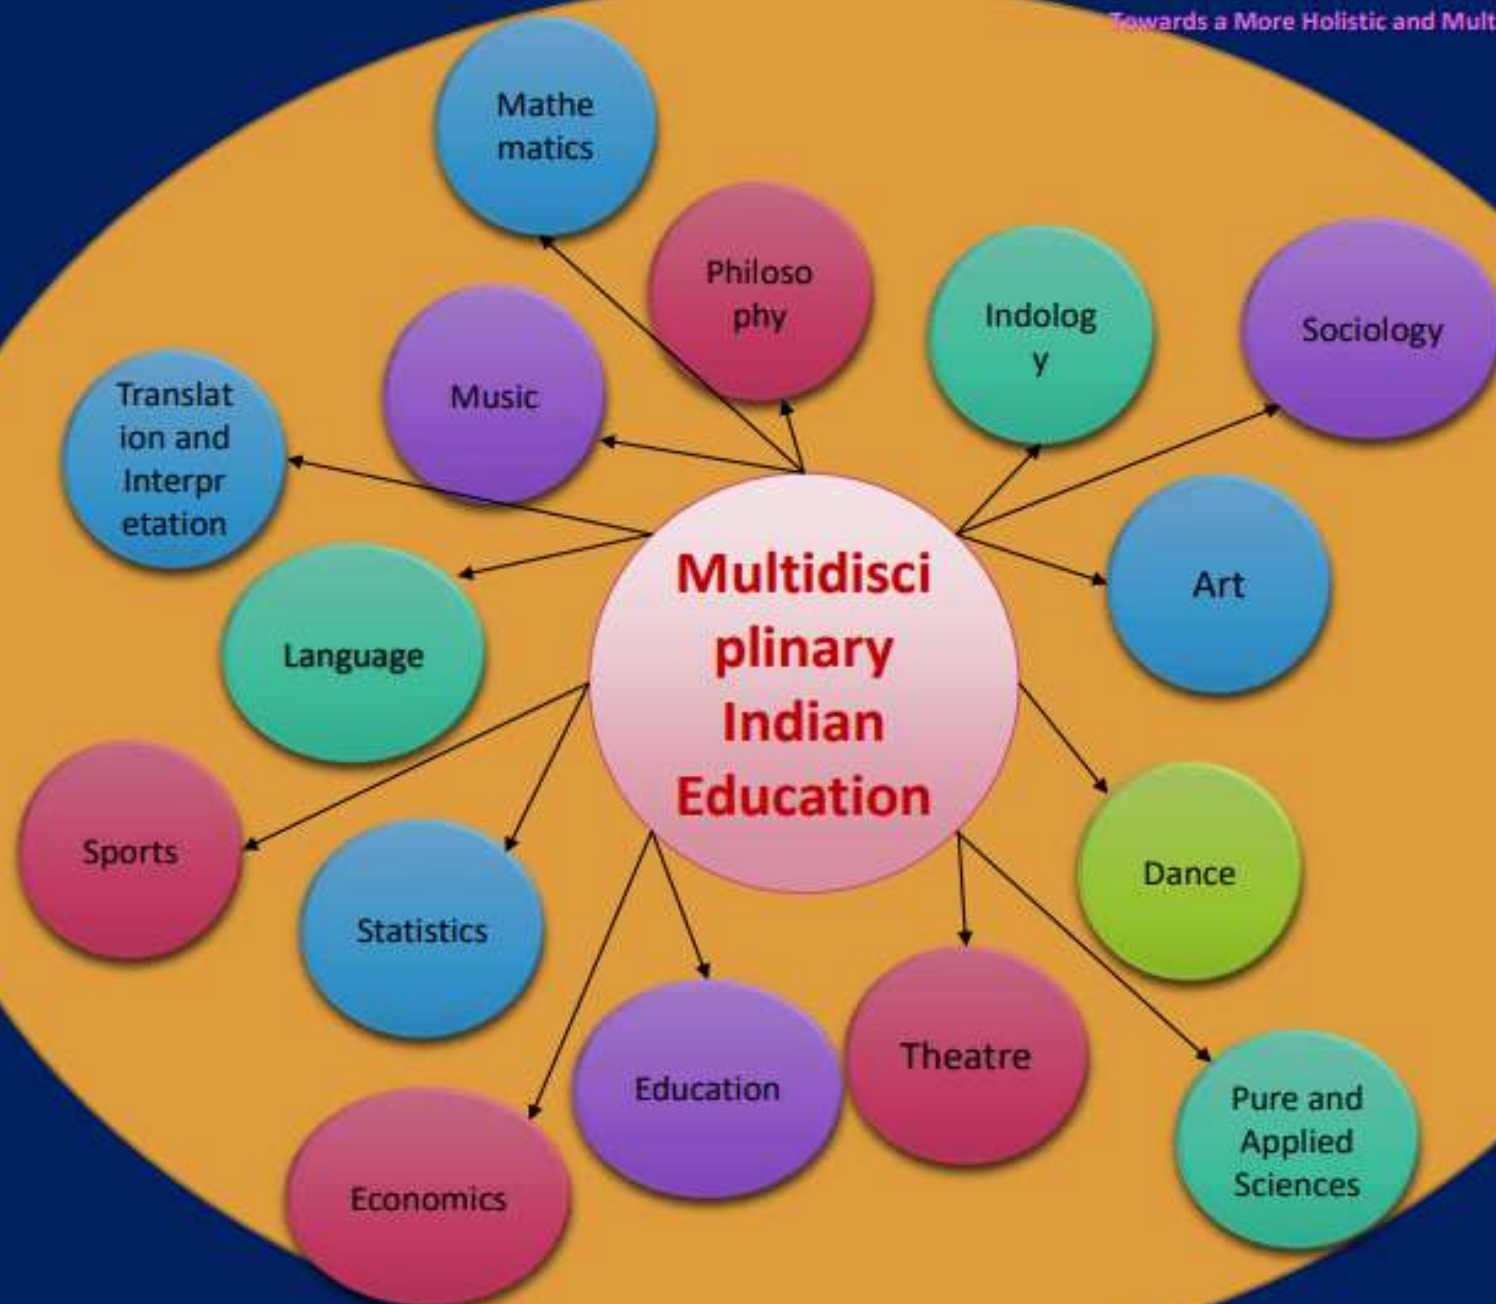 Towards a More Holistic and Mult
Mathe
matics
Philoso
phy
Indolog
y
Sociology
Music
Translat
ion and
Interpr
etation
Art
Language
Multidisci
plinary
Indian
Education
Sports
Statistics
Dance
Education
Theatre
Pure and
Applied
Sciences
Economics